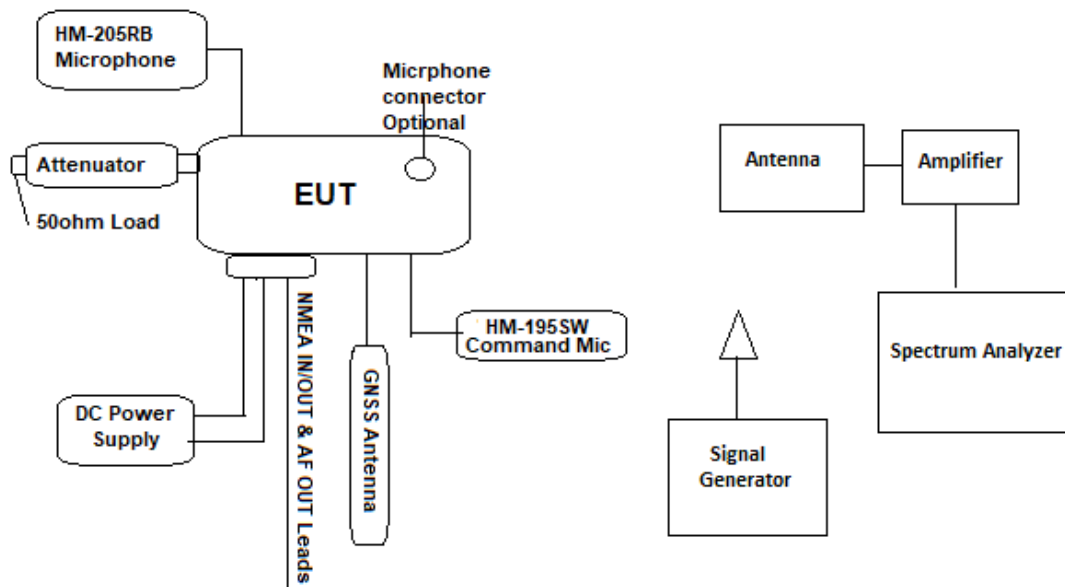 HM-205RB
Microphone
Micrphone
connector
Optional
Attenuator
EUT
50ohm Load
Antenna
Amplifier
NMEA IN/OUT & AF OUT Leads
GNSS Antenna
HM-195SW
Command Mic
Spectrum Analyzer
DC Power
Supply
Signal
Generator